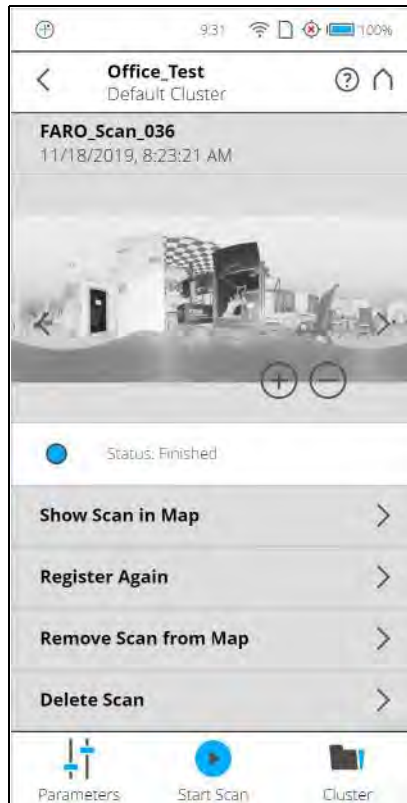 9:31 100%
Office_Test
Default Cluster
FARO_Scan_036
11/18/2019, 8:23:21 AM
Status: Finished
Show Scan in Map
Register Again
Remove Scan from Map
Delete Scan
Parameters Start Scan Cluster